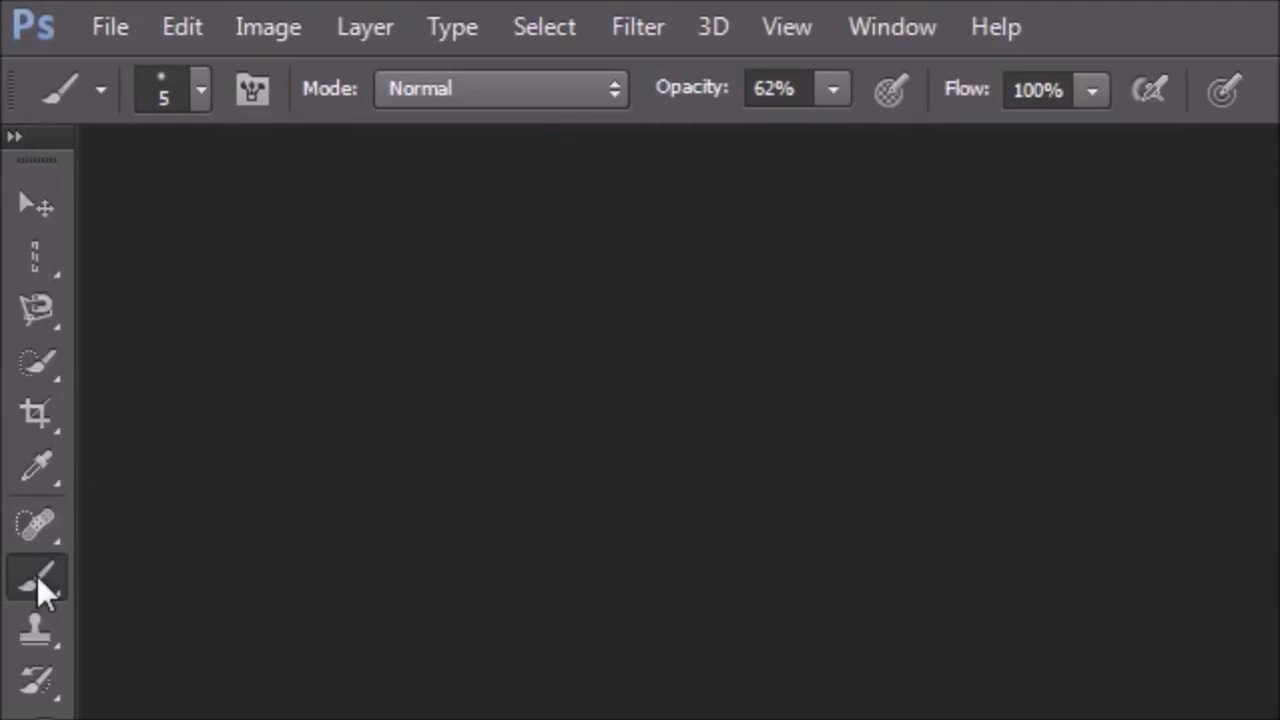 Ps File Edit Image Layer Type Select Filter 3D View Window Help
5 Mode: Normal Opacity: 62% Flow: 100%